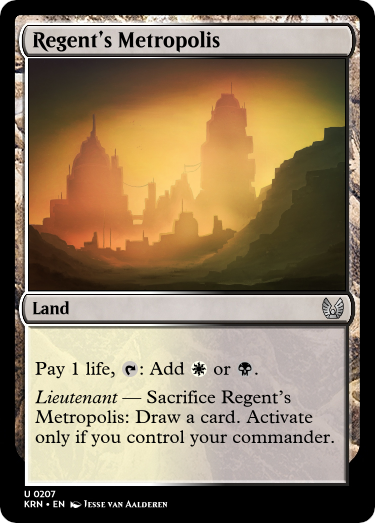 Regent's Metropolis
Land
Pay 1 life, : Add or .
Lieutenant — Sacrifice Regent's
Metropolis: Draw a card. Activate
only if you control your commander.
U 0207
KRN • EN Jesse van Aalderen